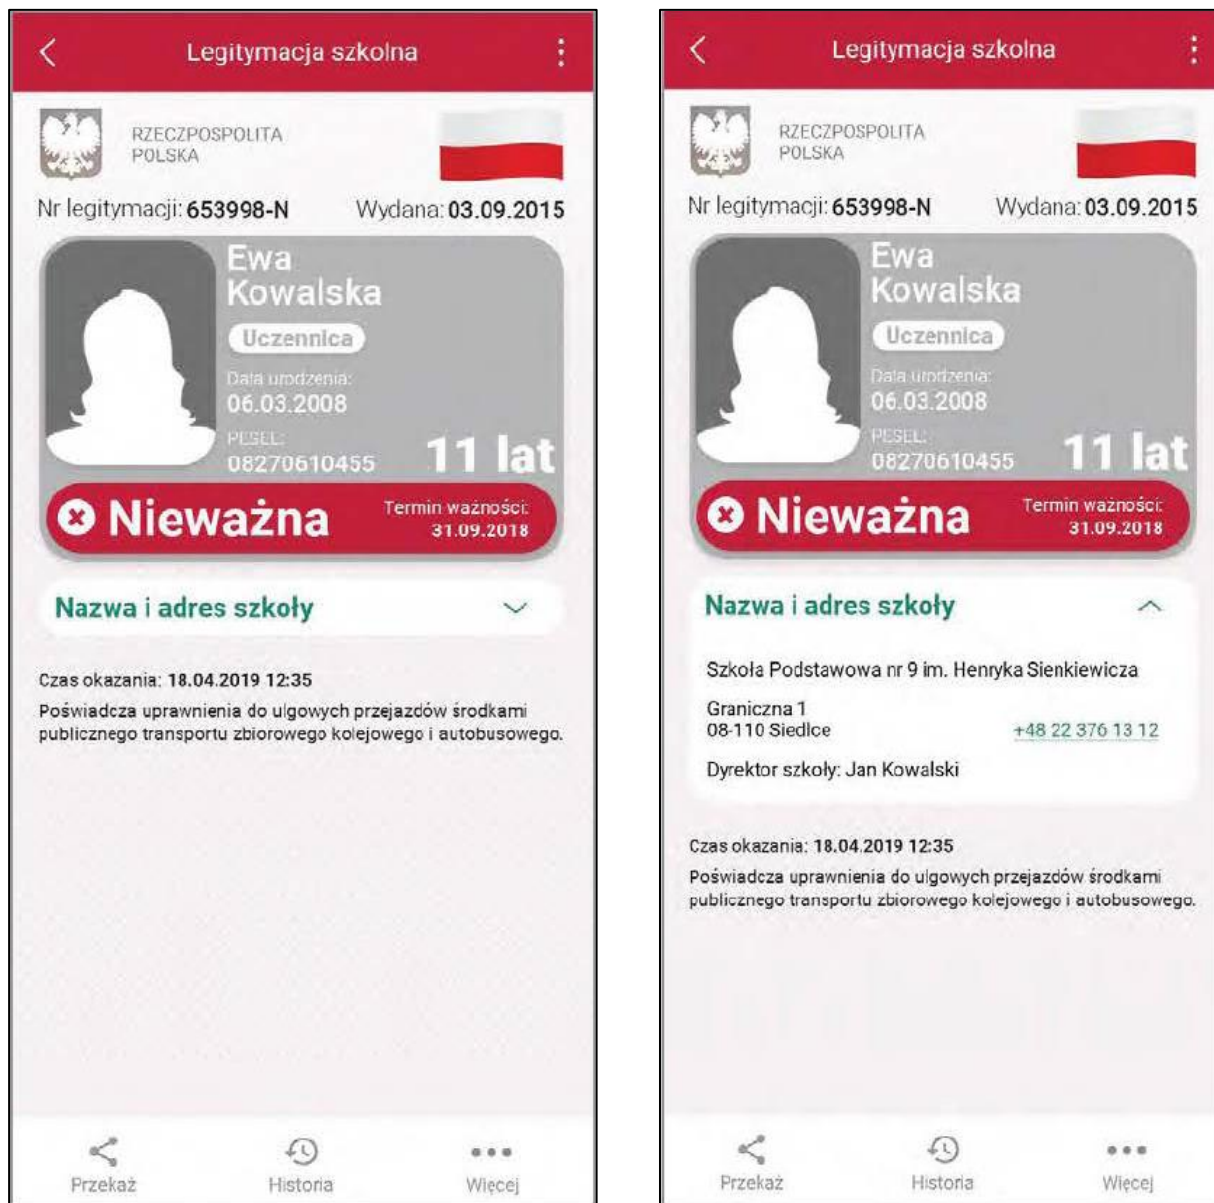 Legitymacja szkolna
RZECZPOSPOLITA
POLSKA
Nr legitymacji: 653998-N Wydana: 03.09.2015
Ewa
Kowalska
Uczennica
Data urodzenia:
06.03.2008
PESEL:
08270610455
11 lat
Nieważna
Termin ważności:
31.09.2018
Nazwa i adres szkoły
Czas okazania: 18.04.2019 12:35
Poświadcza uprawnienia do ulgowych przejazdów środkami
publicznego transportu zbiorowego kolejowego i autobusowego.
Przekaż Historia Więcej
Legitymacja szkolna
RZECZPOSPOLITA
POLSKA
Nr legitymacji: 653998-N Wydana: 03.09.2015
Ewa
Kowalska
Uczennica
Data urodzenia:
06.03.2008
PESEL:
08270610455
11 lat
Nieważna
Termin ważności:
31.09.2018
Nazwa i adres szkoły
Szkoła Podstawowa nr 9 im. Henryka Sienkiewicza
Graniczna 1
08-110 Siedlce +48 22 376 13 12
Dyrektor szkoły: Jan Kowalski
Czas okazania: 18.04.2019 12:35
Poświadcza uprawnienia do ulgowych przejazdów środkami
publicznego transportu zbiorowego kolejowego i autobusowego.
Przekaż Historia Więcej